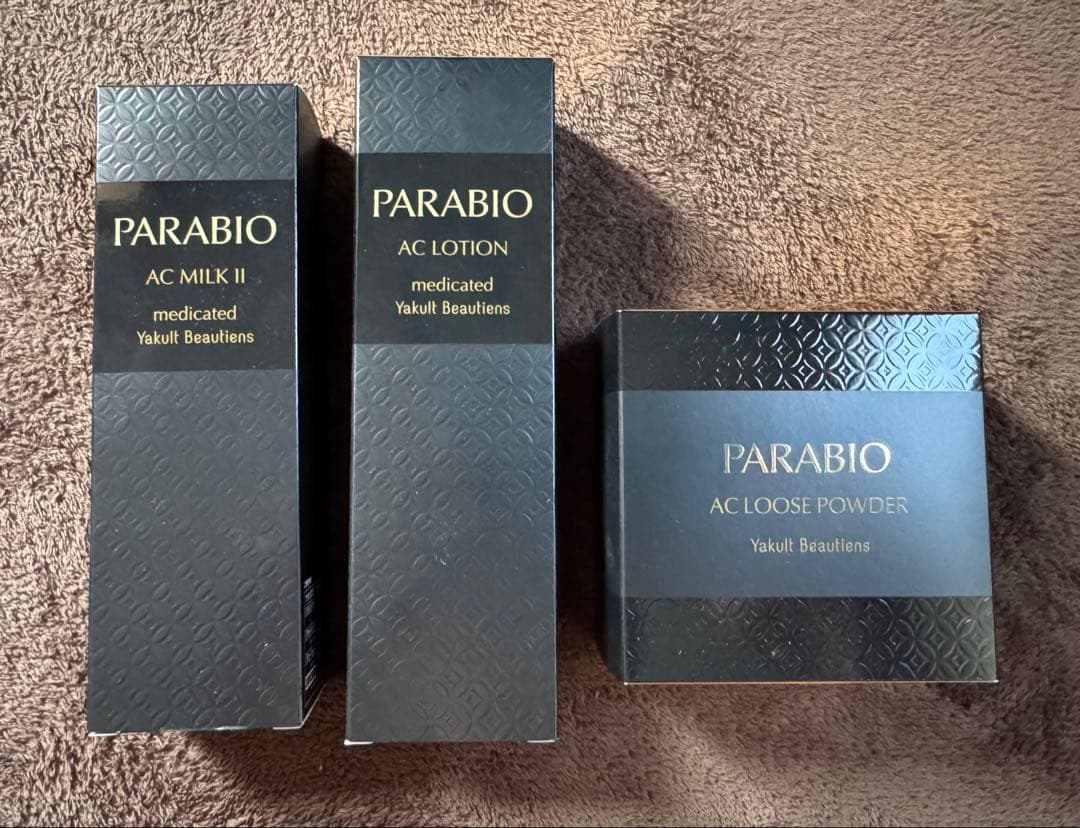 PARABIO
AC MILK II
medicated
Yakult Beautiens
PARABIO
AC LOTION
medicated
Yakult Beautiens
PARABIO
AC LOOSE POWDER
Yakult Beautiens